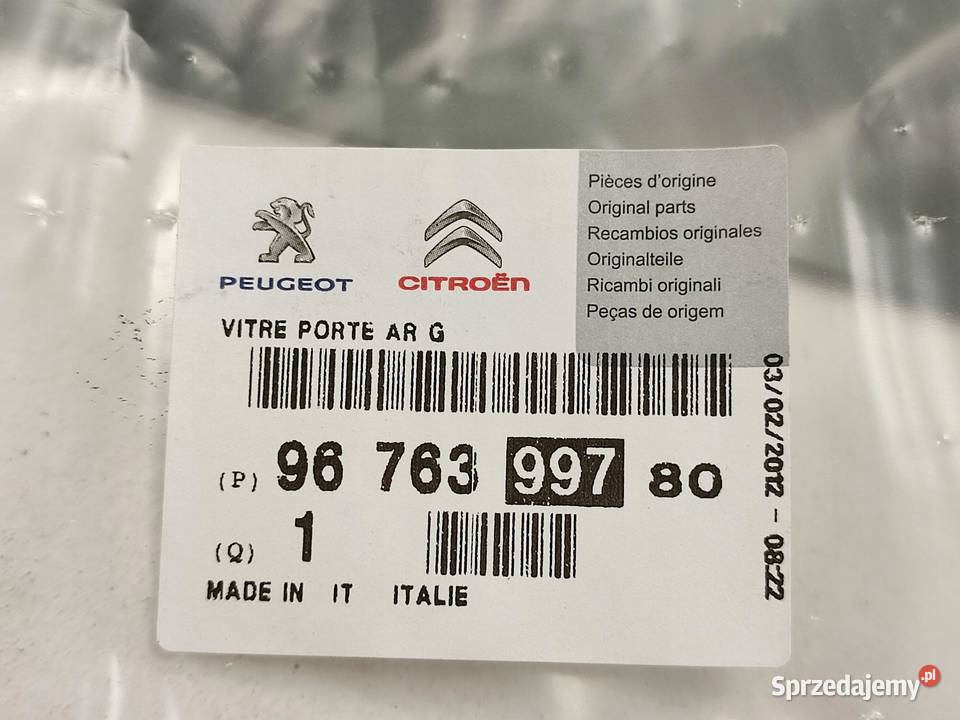 Pièces d'origine
Original parts
Recambios originales
Originalteile
Ricambi originali
Peças de origem
PEUGEOT
CITROËN
VITRE PORTE AR G
(P) 96 763 997 80
(Q) 1
MADE IN IT ITALIE
03/02/2012 - 08:22
Sprzedajemy.pl